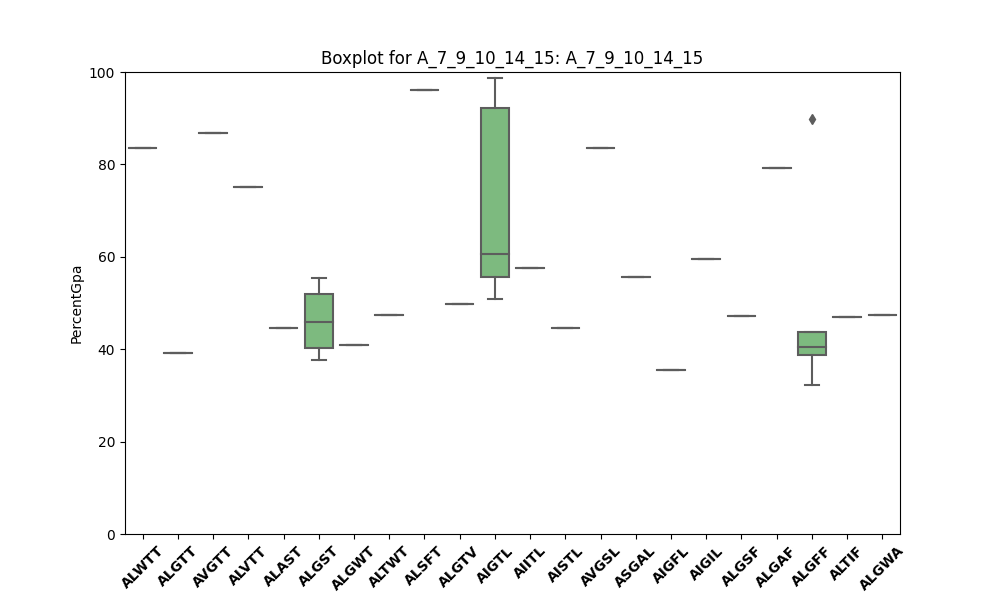 Boxplot for A_7_9_10_14_15: A_7_9_10_14_15
100
80
60
40
20
0
PercentGpa
ALWTT ALGTT AVGTT ALVTT ALAST ALGST ALGWT ALTWT ALSFT ALGTV AIGTL AIITL AISTL AVGSL ASGAL AIGFL AIGIL ALGSF ALGAF ALGFF ALTIF ALGWA